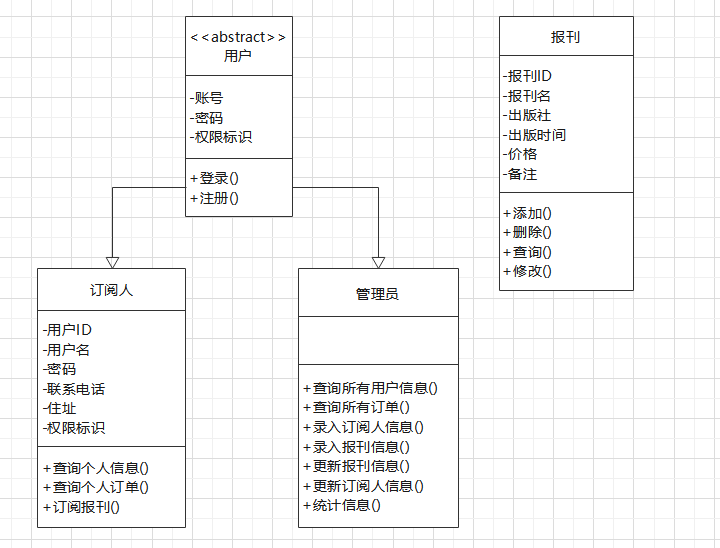 <<abstract>>
用户
-账号
-密码
-权限标识
+登录()
+注册()
报刊
-报刊ID
-报刊名
-出版社
-出版时间
-价格
-备注
+添加()
+删除()
+查询()
+修改()
订阅人
-用户ID
-用户名
-密码
-联系电话
-住址
-权限标识
+查询个人信息()
+查询个人订单()
+订阅报刊()
管理员
+查询所有用户信息()
+查询所有订单()
+录入订阅人信息()
+录入报刊信息()
+更新报刊信息()
+更新订阅人信息()
+统计信息()